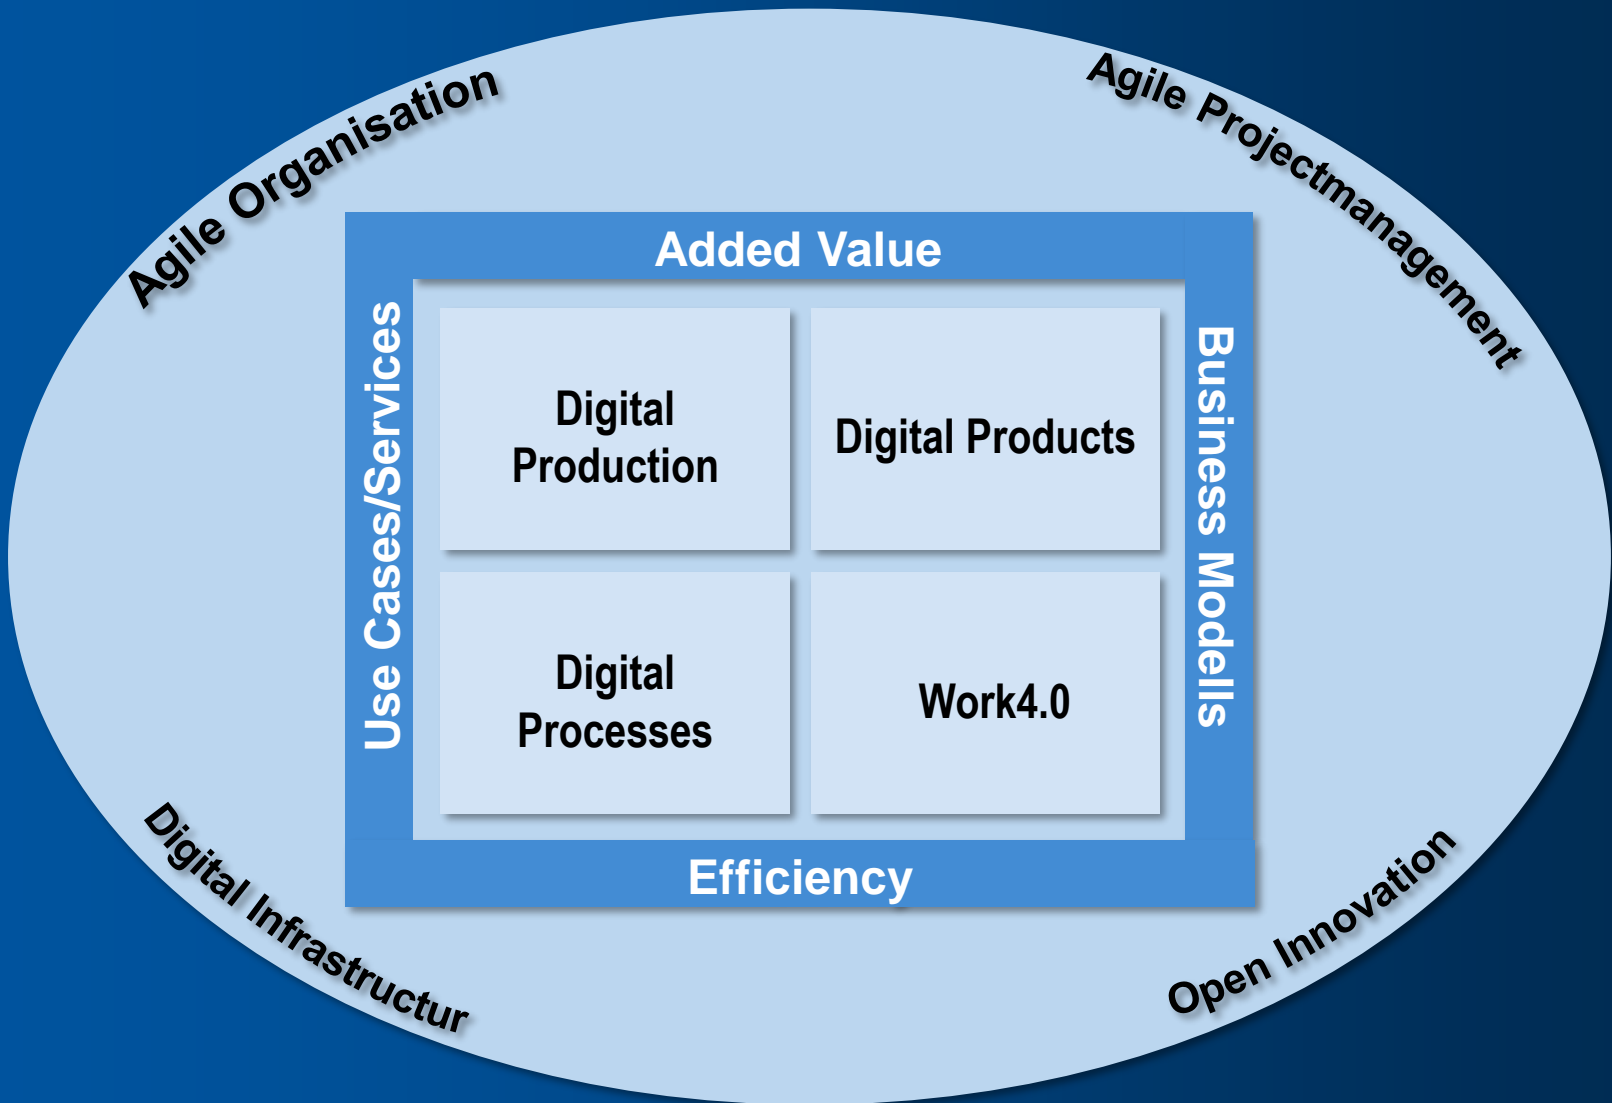 Agile Organisation
Agile Projectmanagement
Added Value
Use Cases/Services
Business Modells
Digital
Production
Digital Products
Digital
Processes
Work4.0
Efficiency
Digital Infrastructur
Open Innovation